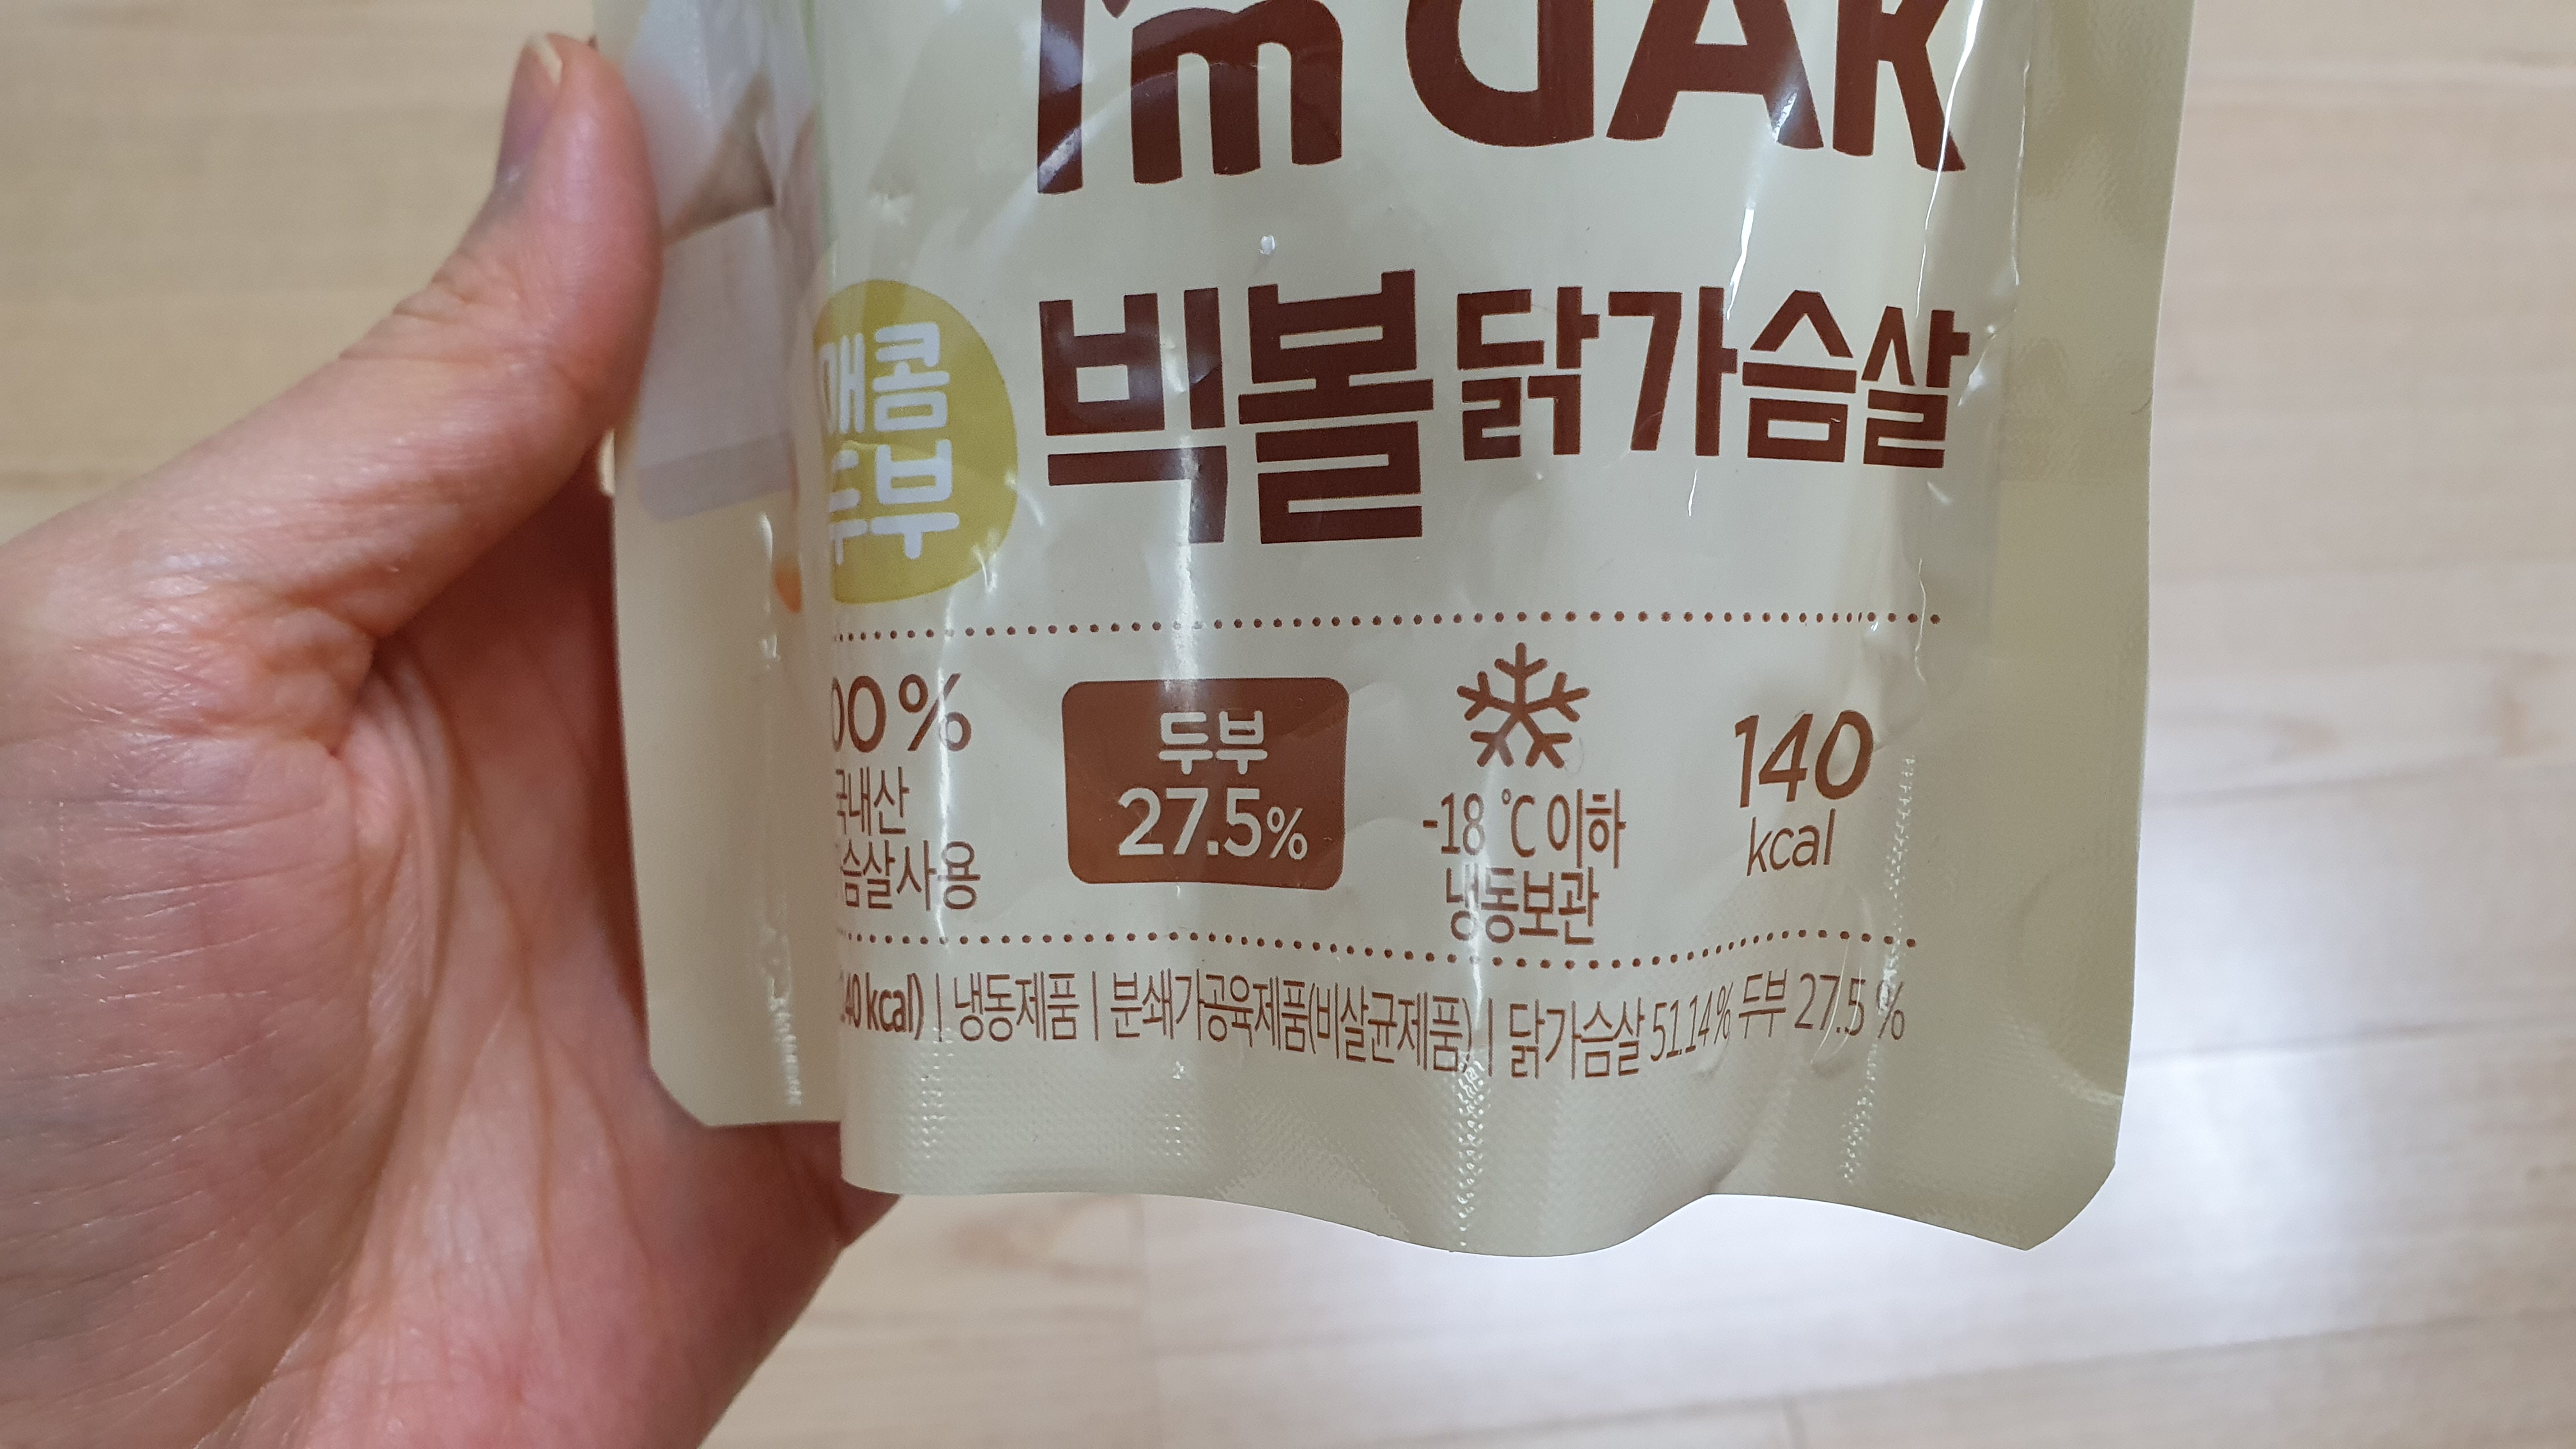 I'm DAK
매콤
두부
빅볼 닭가슴살
00%
국내산
슴살사용
두부
27.5%
-18 ℃ 이하
냉동보관
140
kcal
40 kcal) | 냉동제품 | 분쇄가공육제품(비살균제품) | 닭가슴살 51.14% 두부 27.5 %